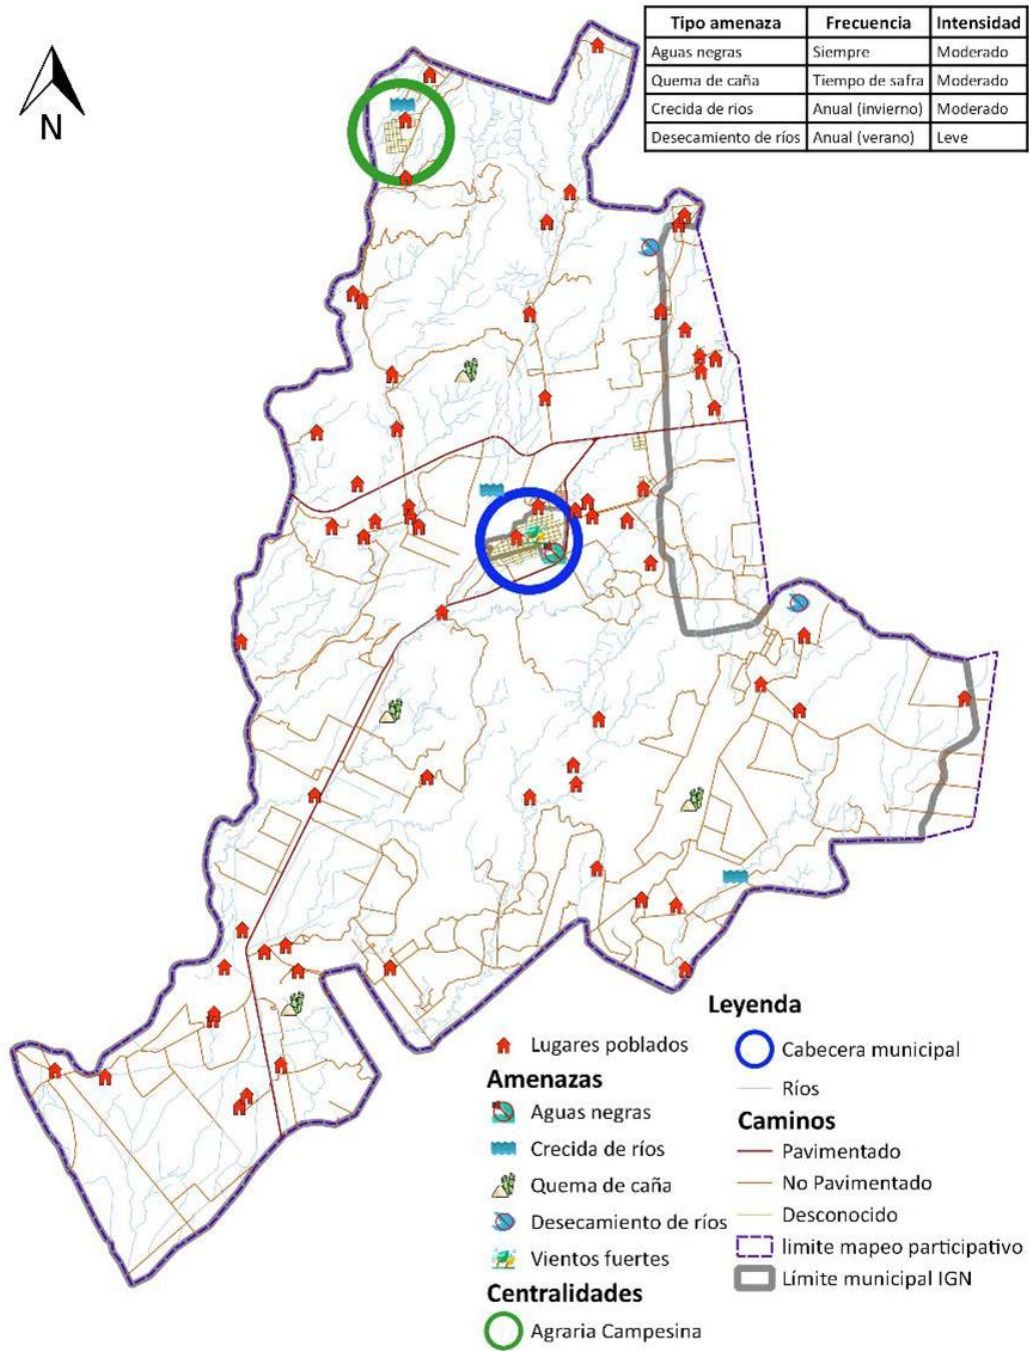 Tipo amenaza Frecuencia Intensidad
Aguas negras Siempre Moderado
Quema de caña Tiempo de safra Moderado
Crecida de rios Anual (invierno) Moderado
Desecamiento de ríos Anual (verano) Leve
N
Leyenda
Lugares poblados
Amenazas
Aguas negras
Crecida de ríos
Quema de caña
Desecamiento de ríos
Vientos fuertes
Centralidades
Agraria Campesina
Cabecera municipal
Ríos
Caminos
Pavimentado
No Pavimentado
Desconocido
limite mapeo participativo
Límite municipal IGN